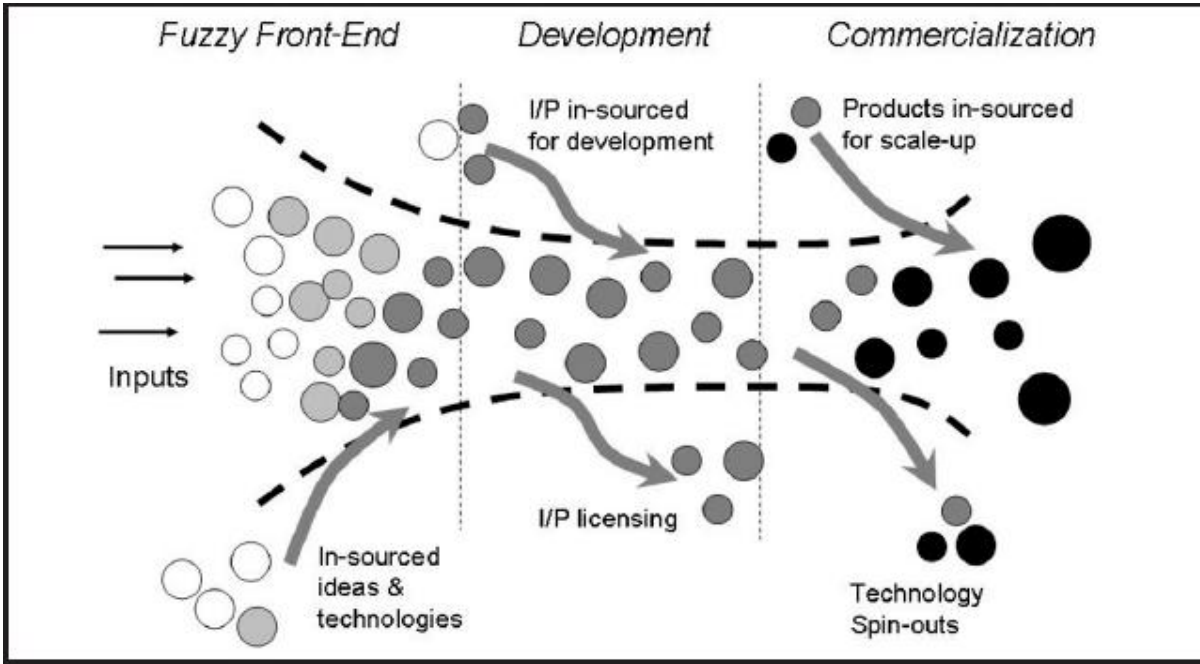 Fuzzy Front-End
Development
Commercialization
I/P in-sourced
for development
Products in-sourced
for scale-up
Inputs
I/P licensing
In-sourced
ideas &
technologies
Technology
Spin-outs